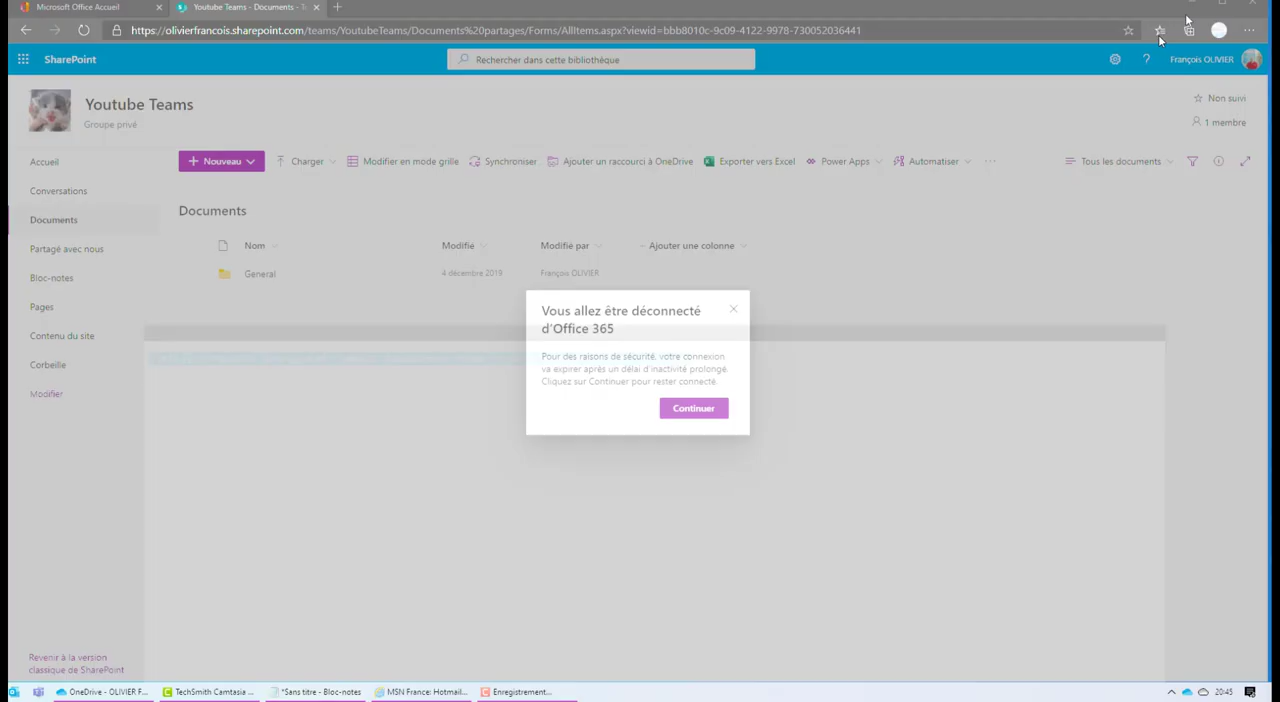 Microsoft Office Accueil
Youtube Teams - Documents - T
https://olivierfrancois.sharepoint.com/teams/YoutubeTeams/Documents%20partages/Forms/AllItems.aspx?viewid=bbb8010c-9c09-4122-9978-730052036441
SharePoint
Rechercher dans cette bibliothèque
? François OLIVIER
Youtube Teams
Groupe privé
Non suivi
1 membre
Accueil
Nouveau
Charger
Modifier en mode grille
Synchroniser
Ajouter un raccourci à OneDrive
Exporter vers Excel
Power Apps
Automatiser
...
Tous les documents
Conversations
Documents
Partagé avec nous
Bloc-notes
Pages
Contenu du site
Corbeille
Modifier
Documents
Nom
Modifié
Modifié par
Ajouter une colonne
General
4 décembre 2019
François OLIVIER
Vous allez être déconnecté
d'Office 365
Pour des raisons de sécurité, votre connexion
va expirer après un délai d'inactivité prolongé.
Cliquez sur Continuer pour rester connecté.
Continuer
Revenir à la version
classique de SharePoint
OneDrive - OLIVIER F...
TechSmith Camtasia ...
*Sans titre - Bloc-notes
MSN France: Hotmail...
Enregistrement...
20:45